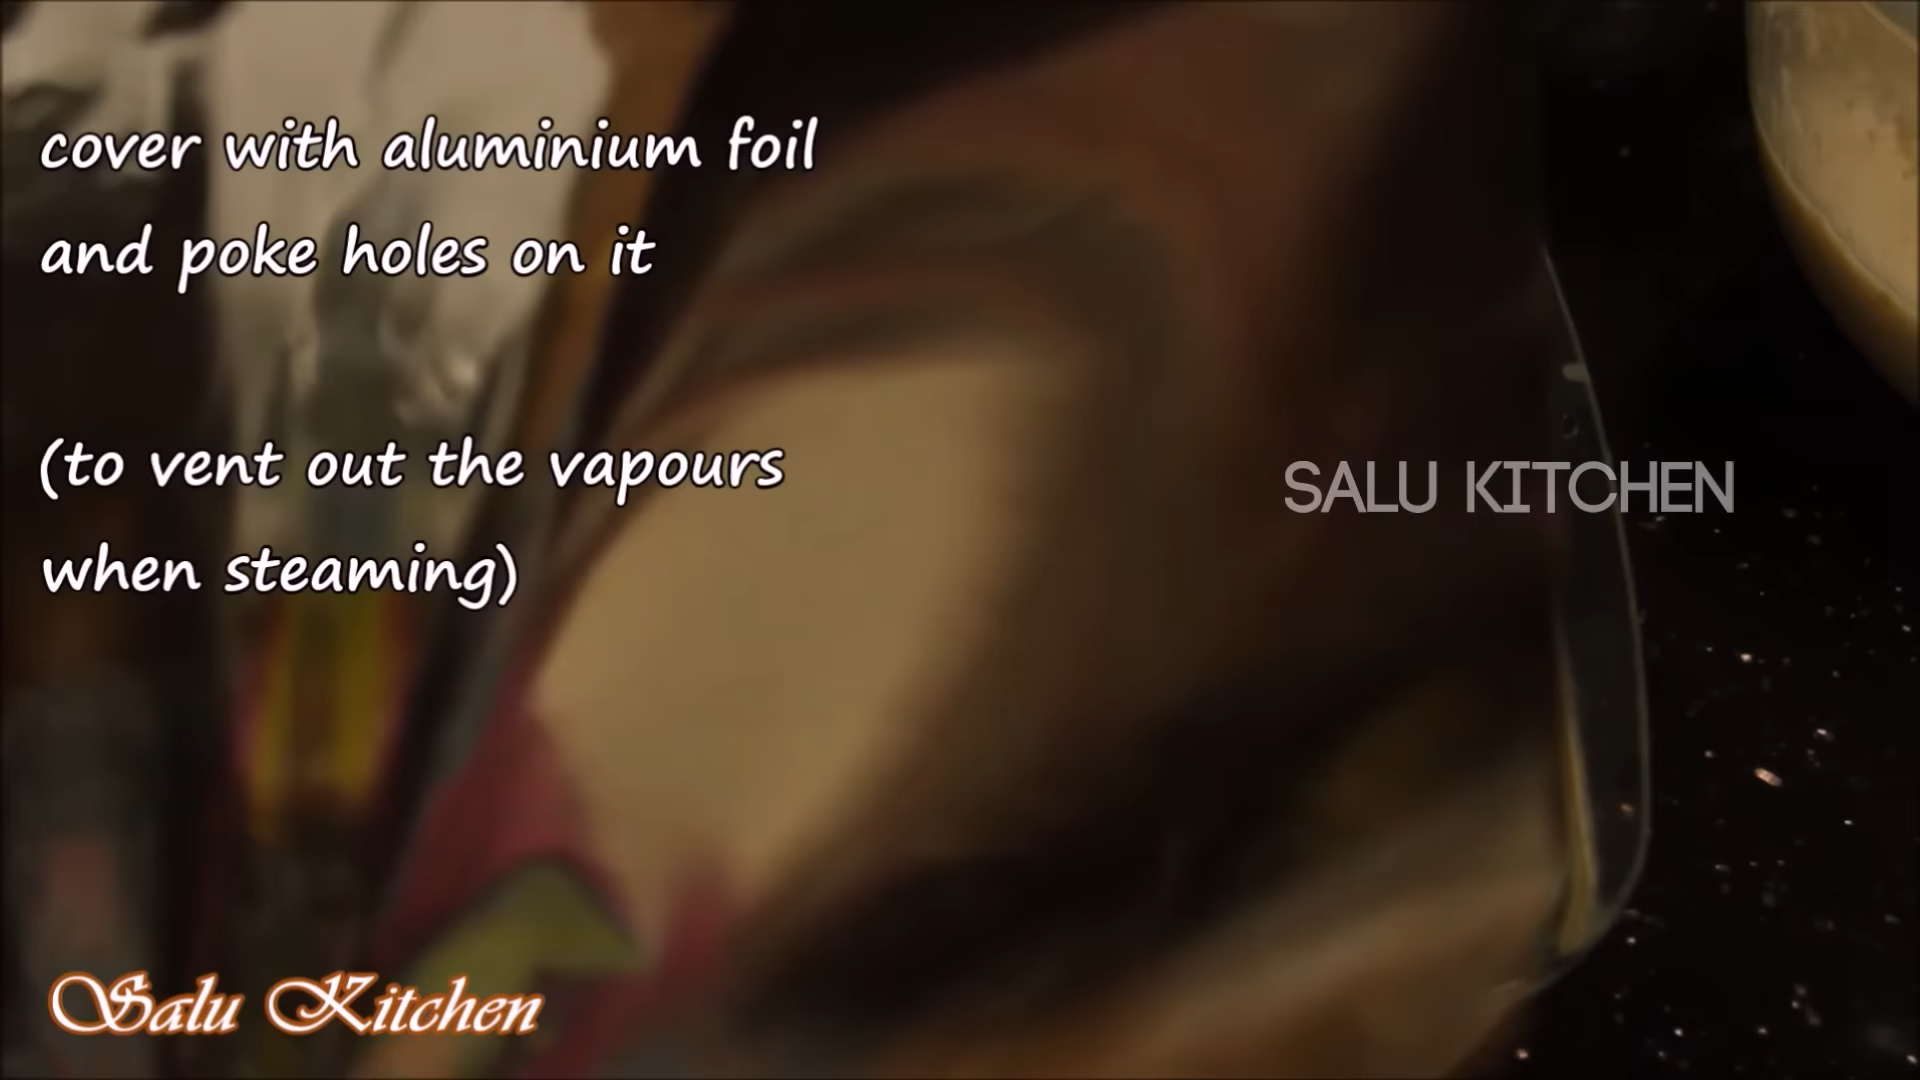 cover with aluminium foil
and poke holes on it
(to vent out the vapours
when steaming)
SALU KITCHEN
Salu Kitchen